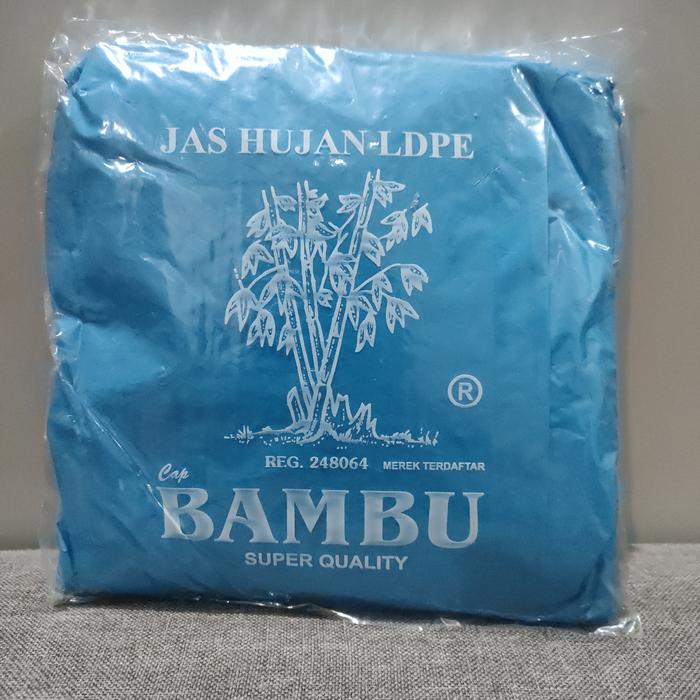 JAS HUJAN-LDPE
®
REG. 248064 MEREK TERDAFTAR
Cap
BAMBU
SUPER QUALITY